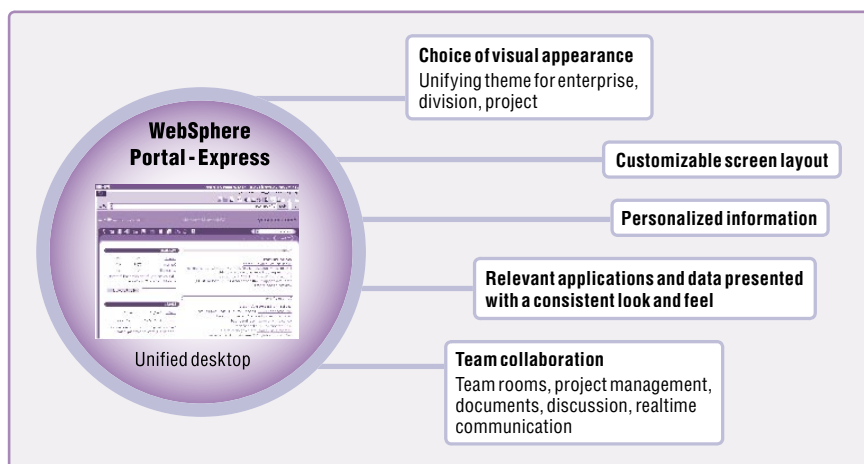 WebSphere
Portal - Express
Unified desktop
Choice of visual appearance
Unifying theme for enterprise,
division, project
Customizable screen layout
Personalized information
Relevant applications and data presented
with a consistent look and feel
Team collaboration
Team rooms, project management,
documents, discussion, realtime
communication